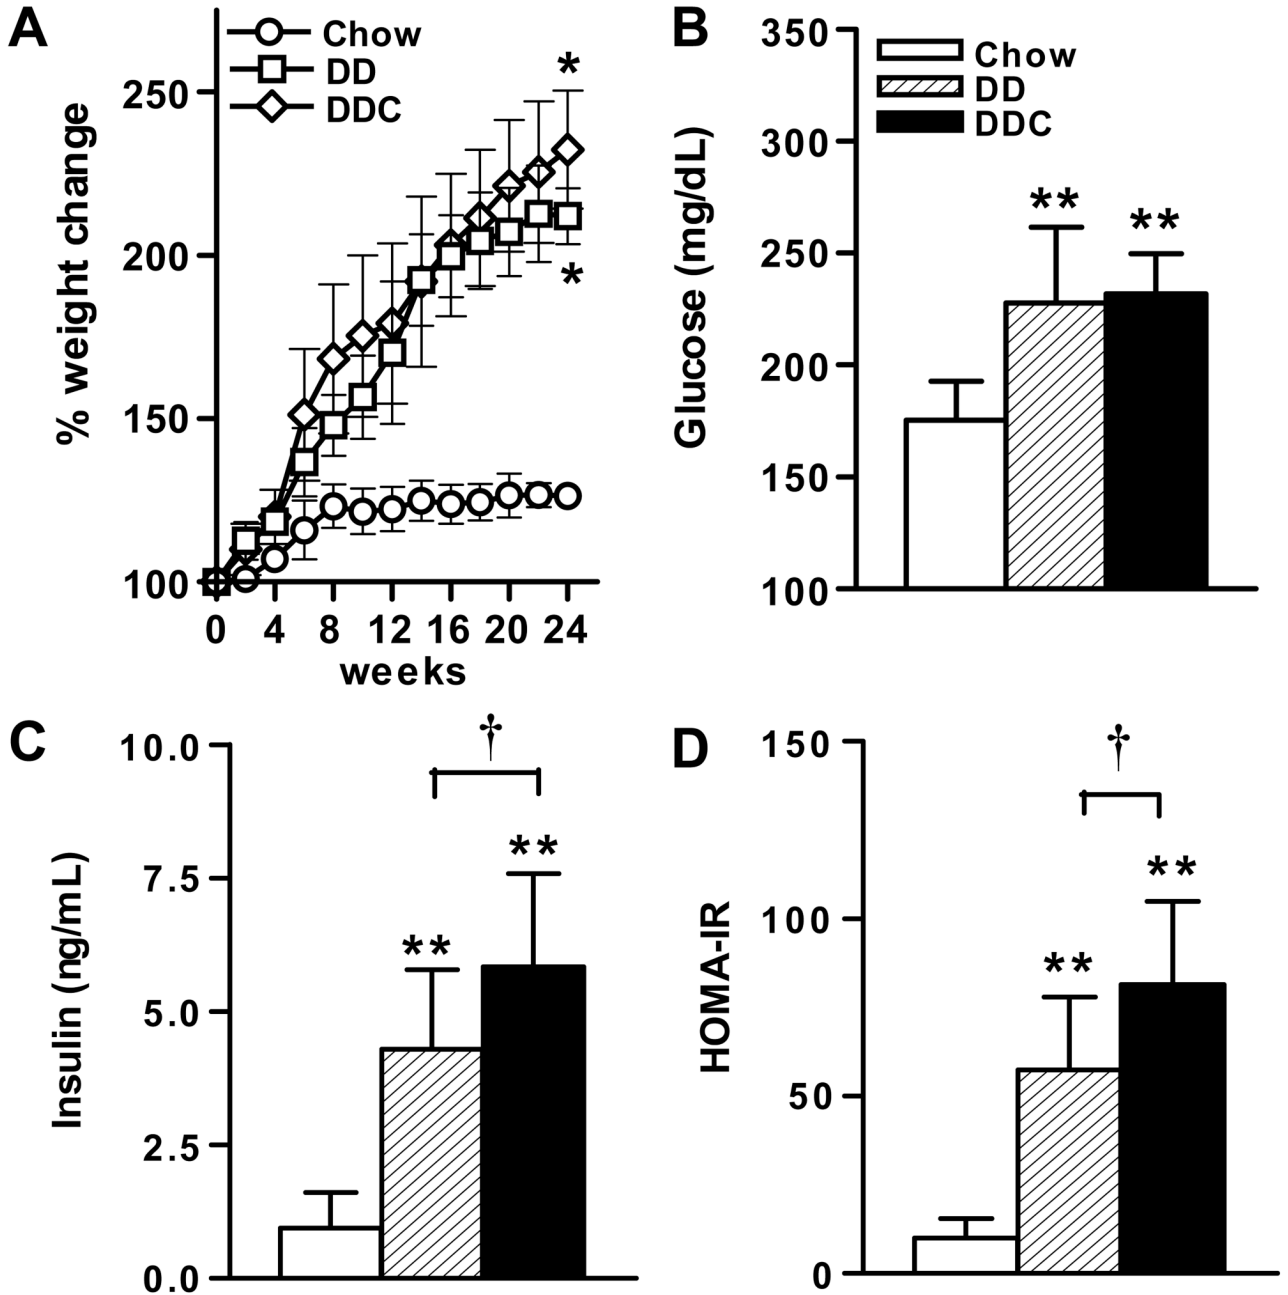 A
Chow
DD
DDC
% weight change
250
200
150
100
0 4 8 12 16 20 24
weeks
*
*
B
Chow
DD
DDC
Glucose (mg/dL)
350
300
250
200
150
100
**
**
C
Insulin (ng/mL)
10.0
7.5
5.0
2.5
0.0
†
**
**
D
HOMA-IR
150
100
50
0
†
**
**